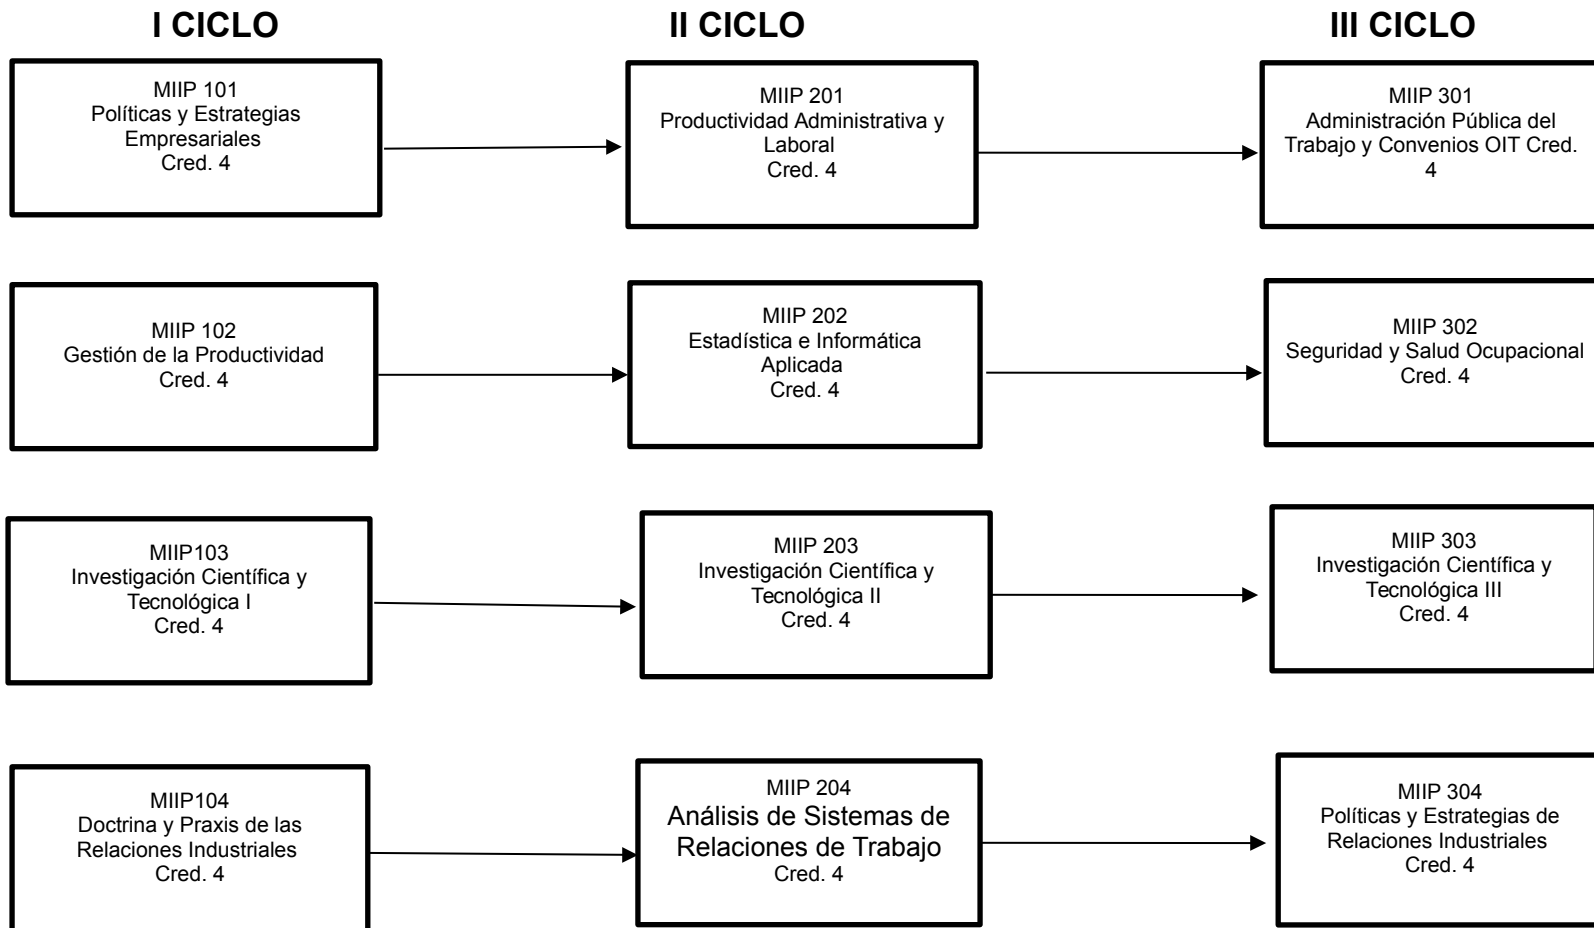 I CICLO
II CICLO
III CICLO
MIIP 101
Políticas y Estrategias
Empresariales
Cred. 4
MIIP 201
Productividad Administrativa y
Laboral
Cred. 4
MIIP 301
Administración Pública del
Trabajo y Convenios OIT Cred.
4
MIIP 102
Gestión de la Productividad
Cred. 4
MIIP 202
Estadística e Informática
Aplicada
Cred. 4
MIIP 302
Seguridad y Salud Ocupacional
Cred. 4
MIIP103
Investigación Científica y
Tecnológica I
Cred. 4
MIIP 203
Investigación Científica y
Tecnológica II
Cred. 4
MIIP 303
Investigación Científica y
Tecnológica III
Cred. 4
MIIP104
Doctrina y Praxis de las
Relaciones Industriales
Cred. 4
MIIP 204
Análisis de Sistemas de
Relaciones de Trabajo
Cred. 4
MIIP 304
Políticas y Estrategias de
Relaciones Industriales
Cred. 4